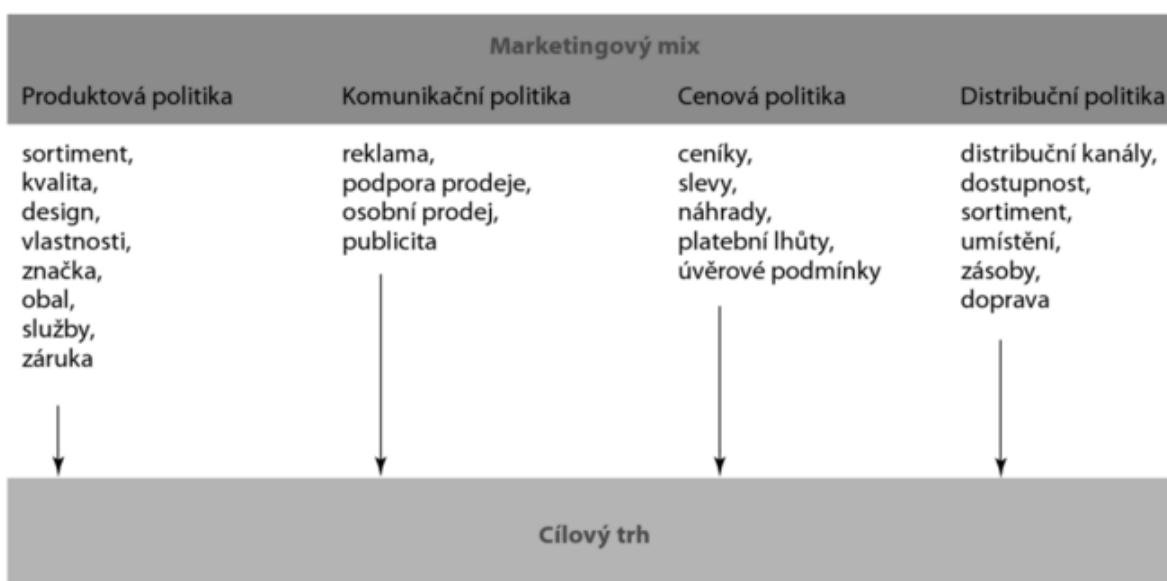 Marketingový mix
Produktová politika
Komunikační politika
Cenová politika
Distribuční politika
sortiment,
kvalita,
design,
vlastnosti,
značka,
obal,
služby,
záruka
reklama,
podpora prodeje,
osobní prodej,
publicita
ceníky,
slevy,
náhrady,
platební lhůty,
úvěrové podmínky
distribuční kanály,
dostupnost,
sortiment,
umístění,
zásoby,
doprava
Cílový trh